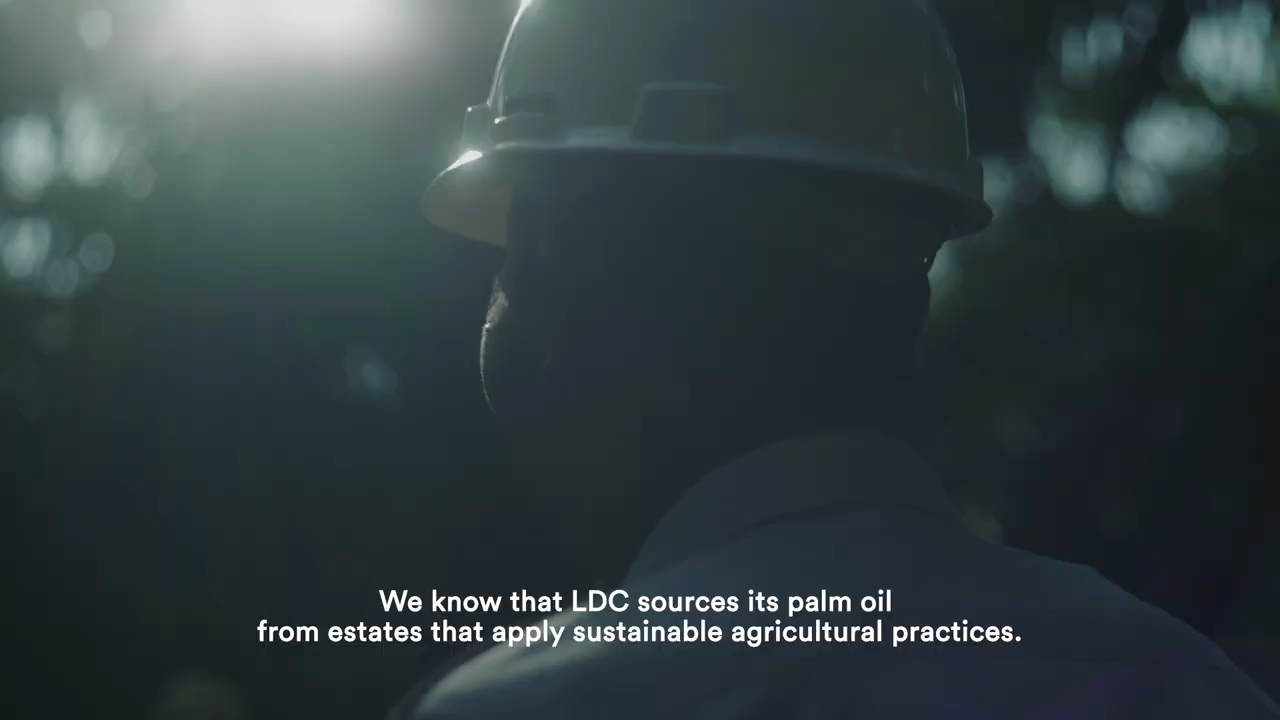 We know that LDC sources its palm oil
from estates that apply sustainable agricultural practices.